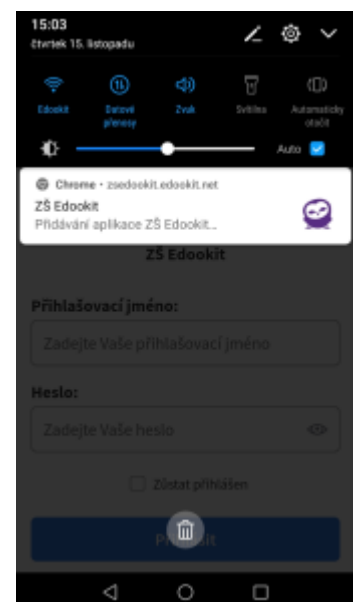 15:03
čtvrtek 15. listopadu
Edookit
Datové
přenosy
Zvuk
Svítilna
Automaticky
otáčit
Auto
Chrome • zsedookit.edookit.net
ZŠ Edookit
Přidávání aplikace ZŠ Edookit...
ZŠ Edookit
Přihlašovací jméno:
Zadejte Vaše přihlašovací jméno
Heslo:
Zadejte Vaše heslo
Zůstat přihlášen